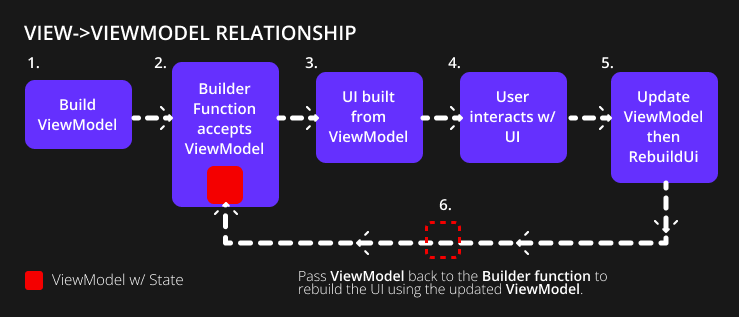 VIEW->VIEWMODEL RELATIONSHIP
1.
Build
ViewModel
2.
Builder
Function
accepts
ViewModel
3.
UI built
from
ViewModel
4.
User
interacts w/
UI
5.
Update
ViewModel
then
RebuildUi
6.
ViewModel w/ State
Pass ViewModel back to the Builder function to
rebuild the UI using the updated ViewModel.